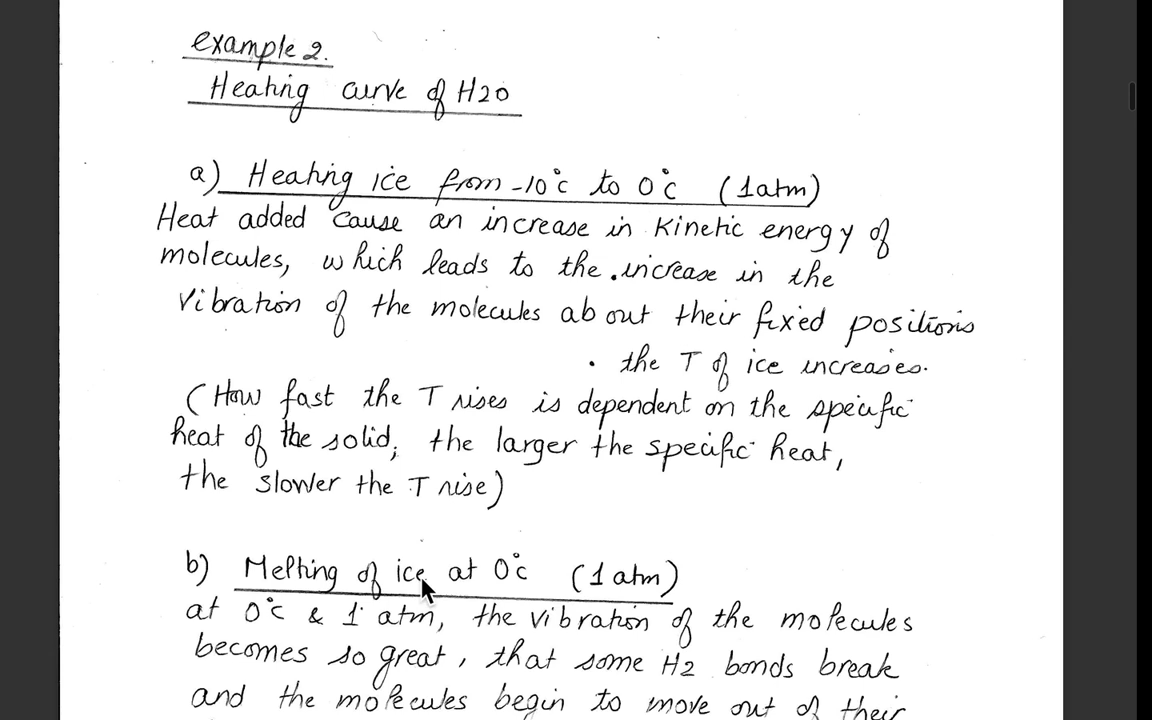 example 2.
Heating curve of H2O
a) Heating ice from -10°c to 0°c (1atm)
Heat added cause an increase in kinetic energy of
molecules, which leads to the increase in the
vibration of the molecules about their fixed positions
. the T of ice increases.
(How fast the T rises is dependent on the specific
heat of the solid; the larger the specific heat,
the slower the T rise)
b) Melting of ice at 0°c (1 atm)
at 0°c & 1 atm, the vibration of the molecules
becomes so great, that some H2 bonds break
and the molecules begin to move out of their